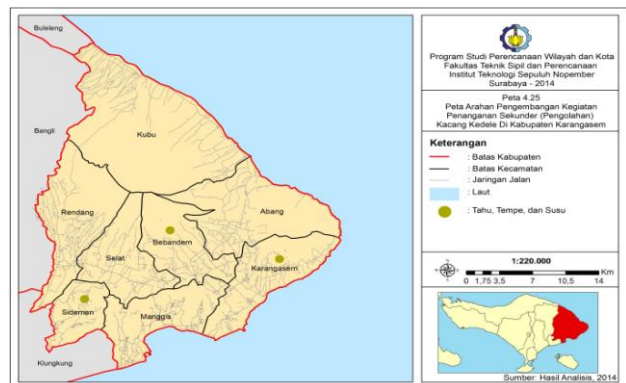 Buleleng
Bangli
Kubu
Rendang
Abang
Bebandem
Selat
Karangasem
Sidemen
Manggis
Klungkung
Program Studi Perencanaan Wilayah dan Kota
Fakultas Teknik Sipil dan Perencanaan
Institut Teknologi Sepuluh Nopember
Surabaya - 2014
Peta 4.25
Peta Arahan Pengembangan Kegiatan
Penanganan Sekunder (Pengolahan)
Kacang Kedele Di Kabupaten Karangasem
Keterangan
: Batas Kabupaten
: Batas Kecamatan
: Jaringan Jalan
: Laut
: Tahu, Tempe, dan Susu
1:220.000
0 1,75 3,5 7 10,5 14 Km
Sumber: Hasil Analisis, 2014